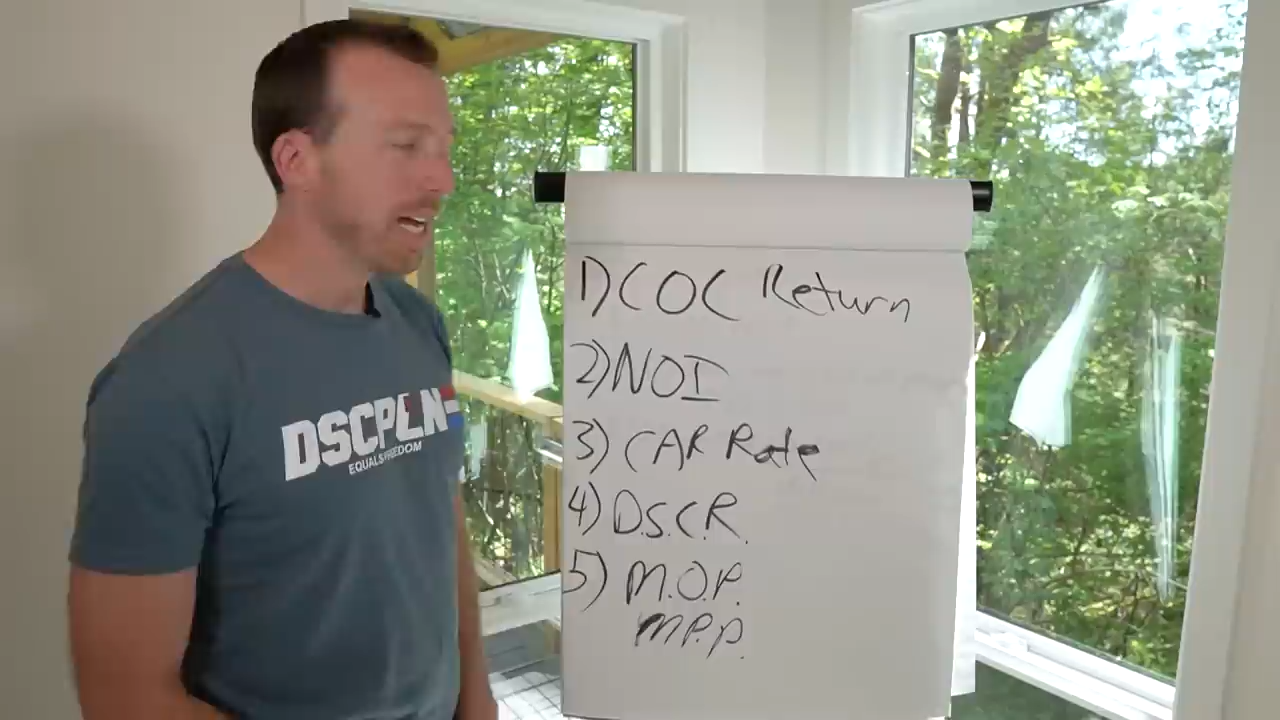 DSCPLN=
EQUALS FREEDOM
1) COC Return
2) NOI
3) CAP Rate
4) D.S.C.R.
5) M.O.P.
M.P.P.